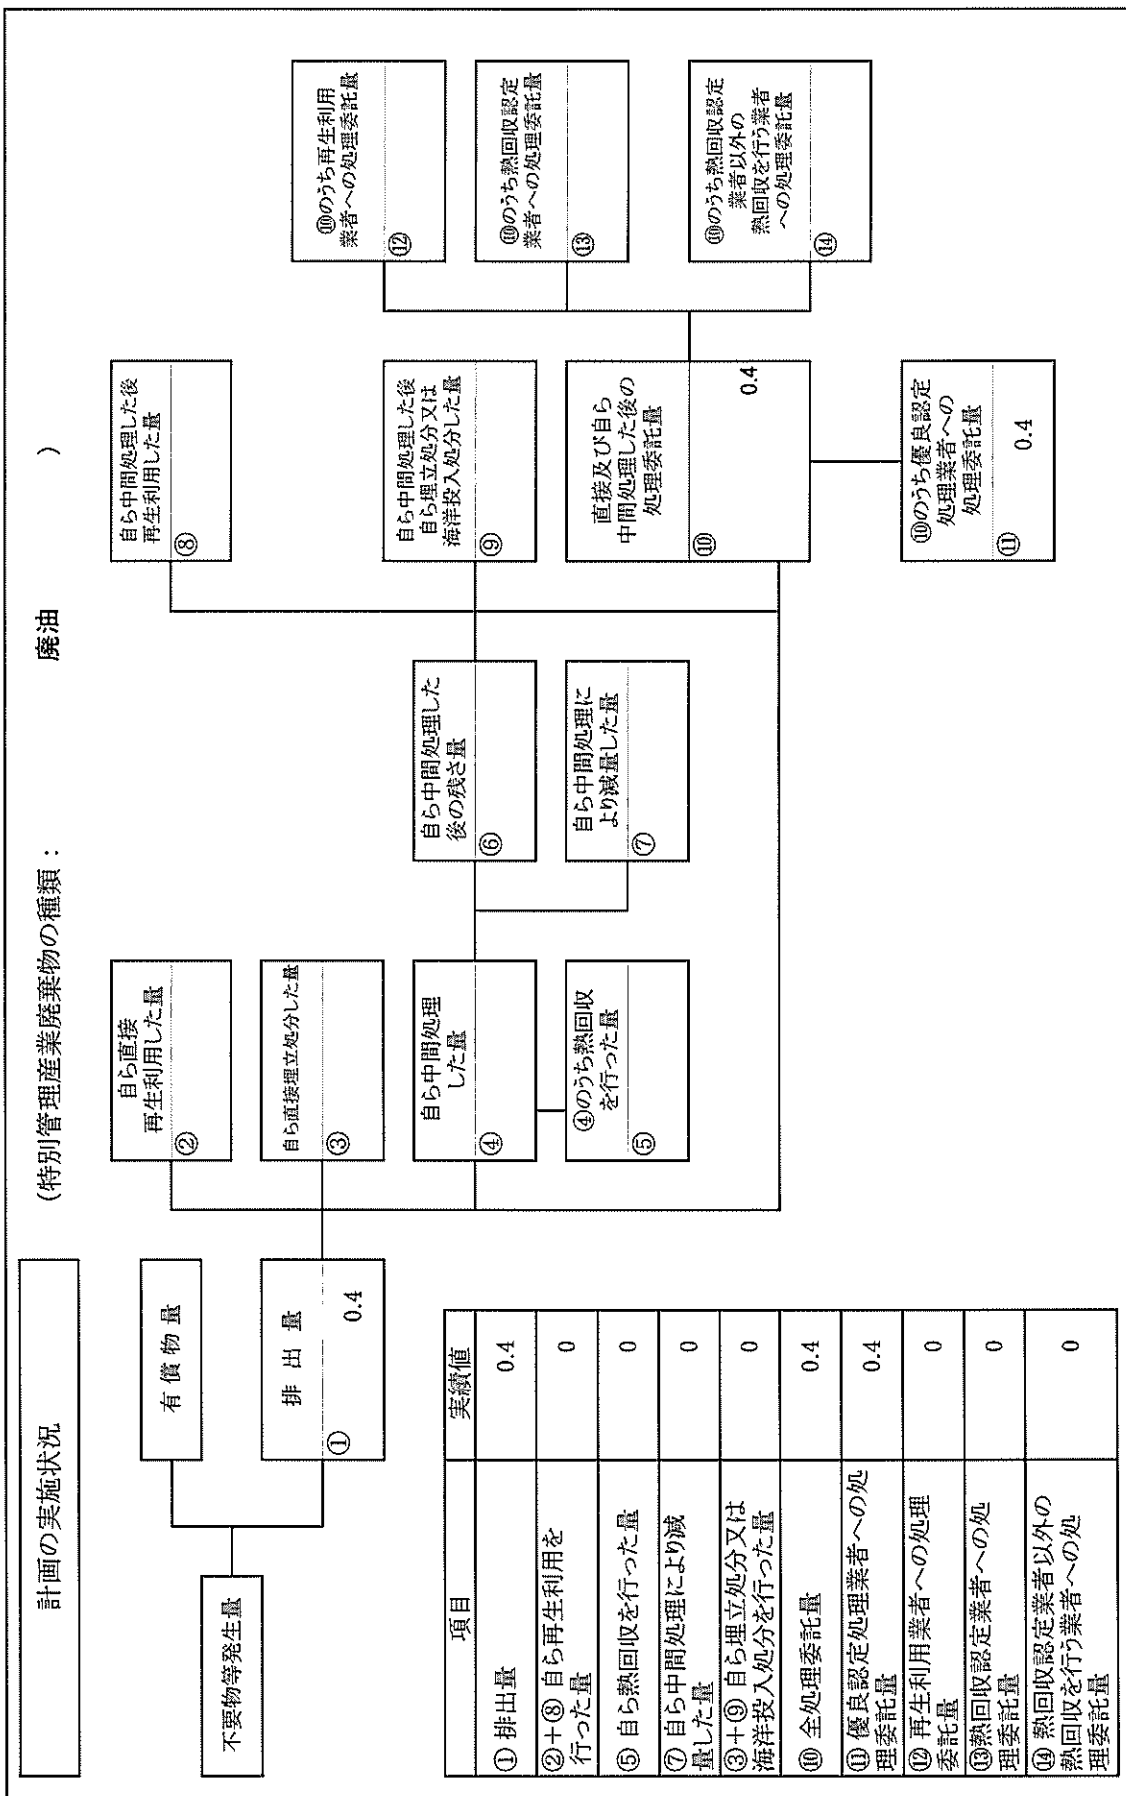 計画の実施状況
(特別管理産業廃棄物の種類： 廃油 )
不要物等発生量
有償物量
排出量
① 0.4
自ら直接
再生利用した量
②
自ら直接埋立処分した量
③
自ら中間処理
した量
④
④のうち熱回収
を行った量
⑤
自ら中間処理した
後の残さ量
⑥
自ら中間処理に
より減量した量
⑦
自ら中間処理した後
再生利用した量
⑧
自ら中間処理した後
自ら埋立処分又は
海洋投入処分した量
⑨
直接及び自ら
中間処理した後の
処理委託量
⑩ 0.4
⑩のうち優良認定
処理業者への
処理委託量
⑪ 0.4
⑩のうち再生利用
業者への処理委託量
⑫
⑩のうち熱回収認定
業者への処理委託量
⑬
⑩のうち熱回収認定
業者以外の
熱回収を行う業者
への処理委託量
⑭
項目 実績値
① 排出量 0.4
②＋⑧ 自ら再生利用を
行った量 0
⑤ 自ら熱回収を行った量 0
⑦ 自ら中間処理により減
量した量 0
③＋⑨ 自ら埋立処分又は
海洋投入処分を行った量 0
⑩ 全処理委託量 0.4
⑪ 優良認定処理業者への処
理委託量 0.4
⑫ 再生利用業者への処理
委託量 0
⑬熱回収認定業者への処
理委託量 0
⑭ 熱回収認定業者以外の
熱回収を行う業者への処
理委託量 0